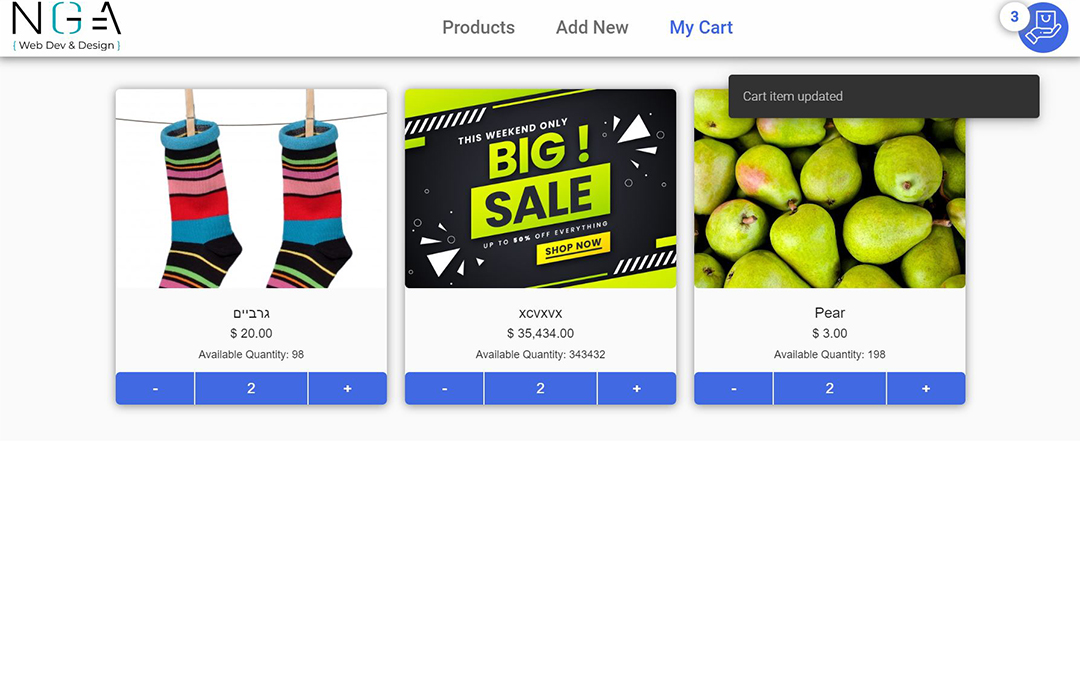 NGA
{ Web Dev & Design }
Products
Add New
My Cart
3
Cart item updated
THIS WEEKEND ONLY
BIG !
SALE
UP TO 50% OFF EVERYTHING
SHOP NOW
גרביים
$ 20.00
Available Quantity: 98
- 2 +
xcvxvx
$ 35,434.00
Available Quantity: 343432
- 2 +
Pear
$ 3.00
Available Quantity: 198
- 2 +